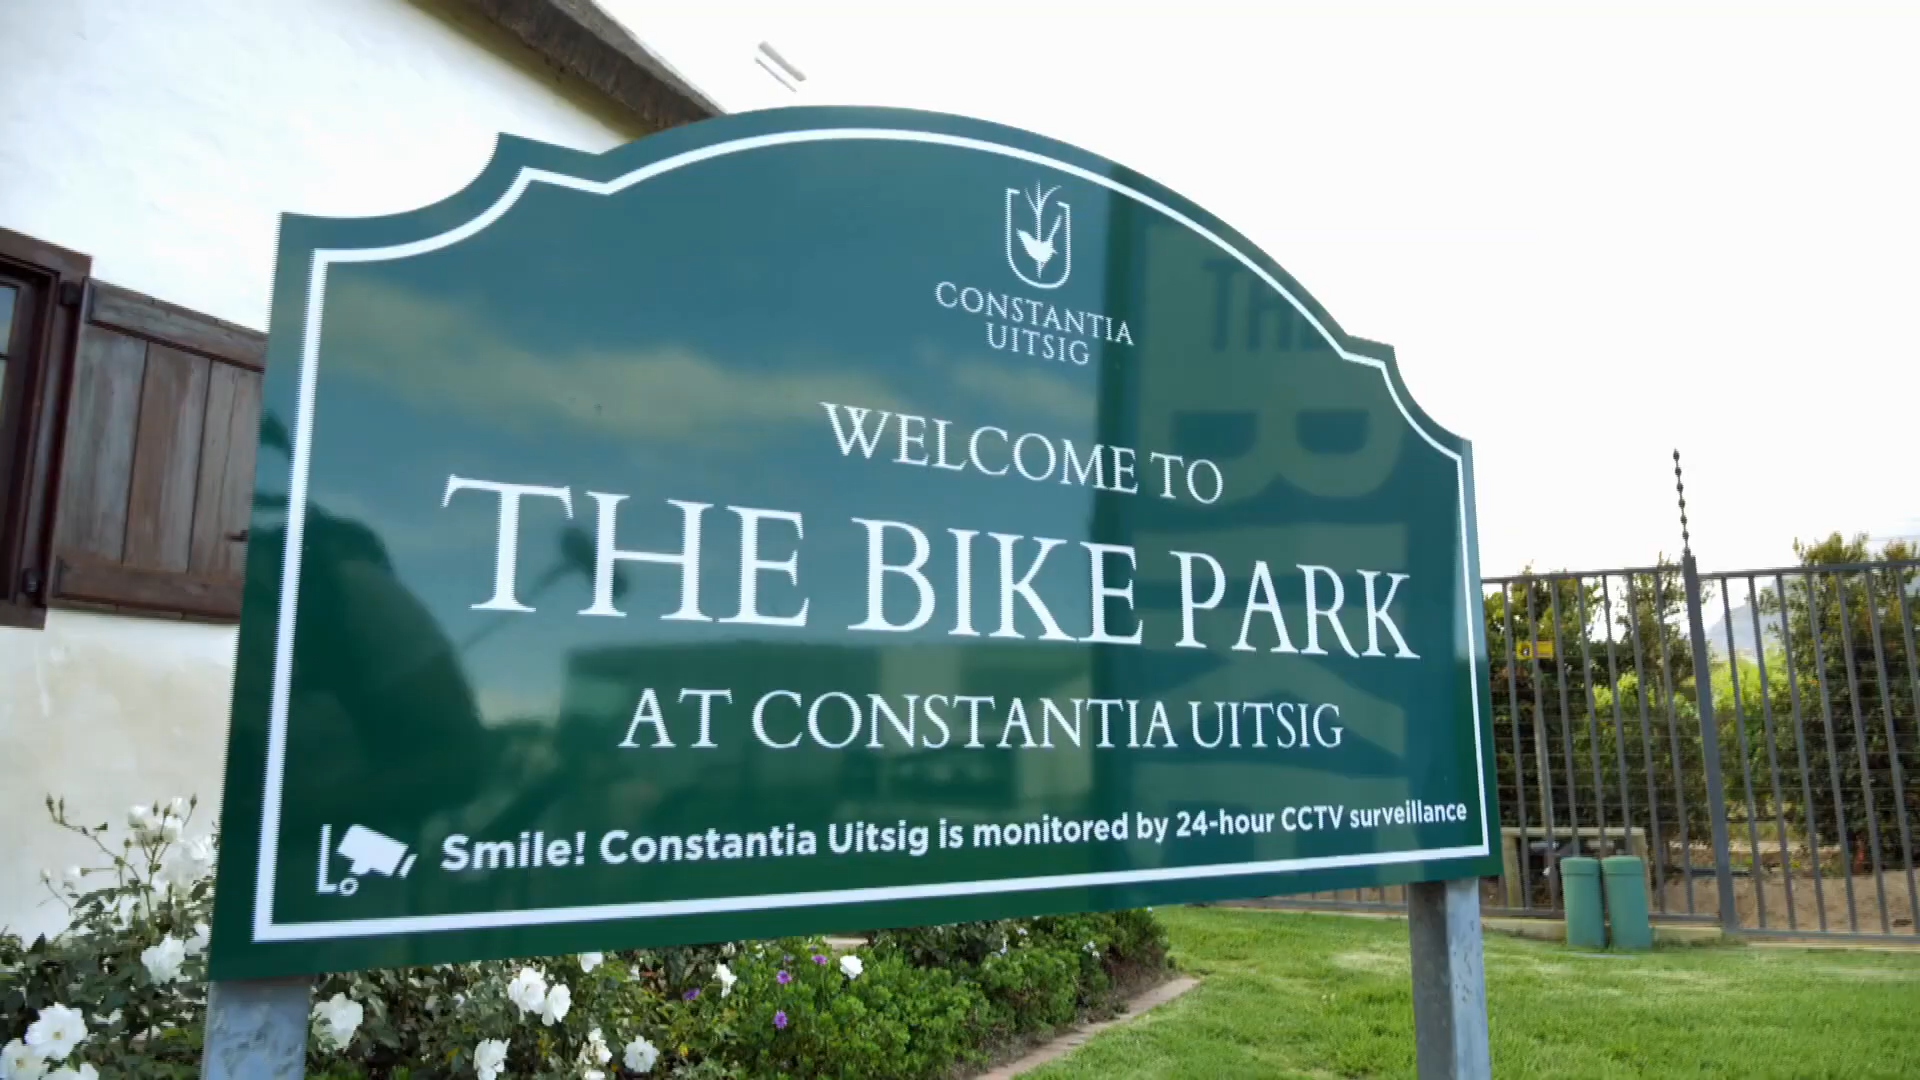 CONSTANTIA
UITSIG
WELCOME TO
THE BIKE PARK
AT CONSTANTIA UITSIG
Smile! Constantia Uitsig is monitored by 24-hour CCTV surveillance